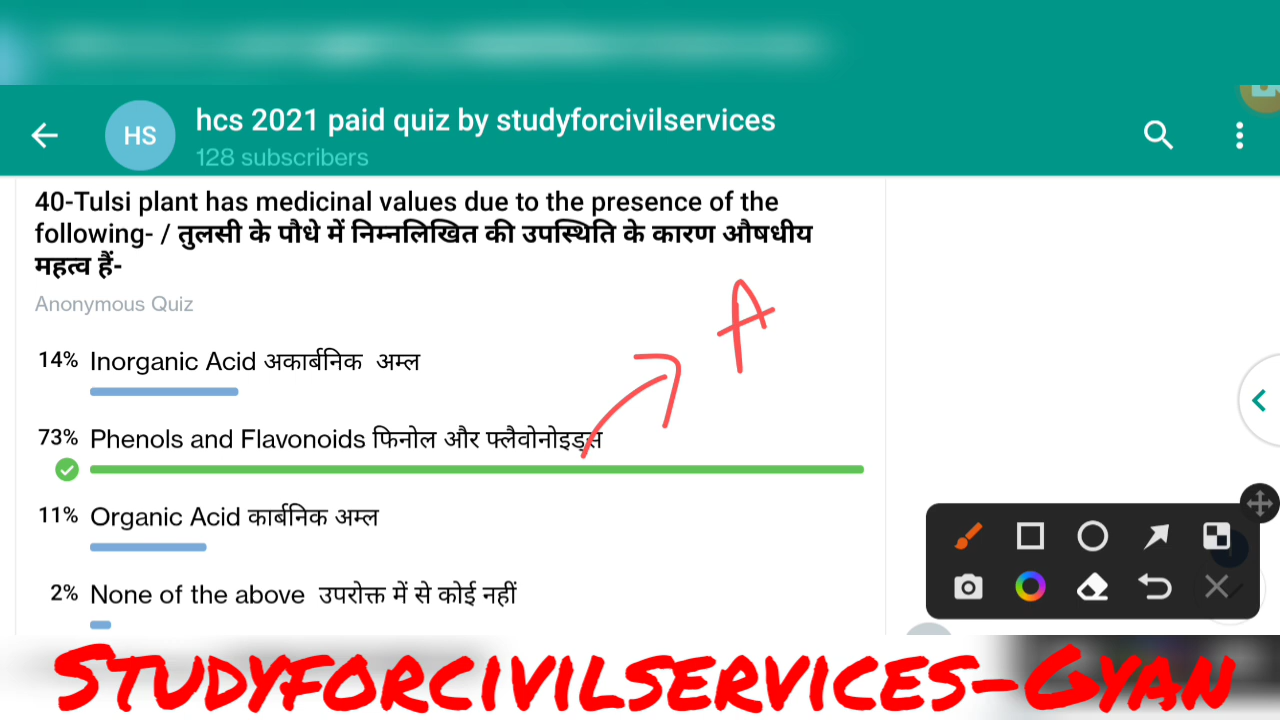 HS
hcs 2021 paid quiz by studyforcivilservices
128 subscribers
40-Tulsi plant has medicinal values due to the presence of the
following- / तुलसी के पौधे में निम्नलिखित की उपस्थिति के कारण औषधीय
महत्व हैं-
Anonymous Quiz
A
14% Inorganic Acid अकार्बनिक अम्ल
73% Phenols and Flavonoids फिनोल और फ्लैवोनोइड्स
11% Organic Acid कार्बनिक अम्ल
2% None of the above उपरोक्त में से कोई नहीं
Studyforcivilservices-Gyan